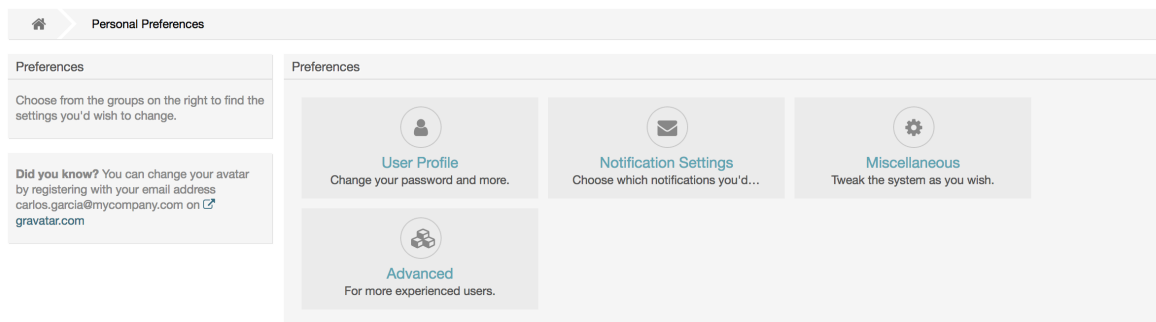 Personal Preferences
Preferences
Choose from the groups on the right to find the
settings you'd wish to change.
Did you know? You can change your avatar
by registering with your email address
carlos.garcia@mycompany.com on
gravatar.com
Preferences
User Profile
Change your password and more.
Notification Settings
Choose which notifications you'd...
Miscellaneous
Tweak the system as you wish.
Advanced
For more experienced users.